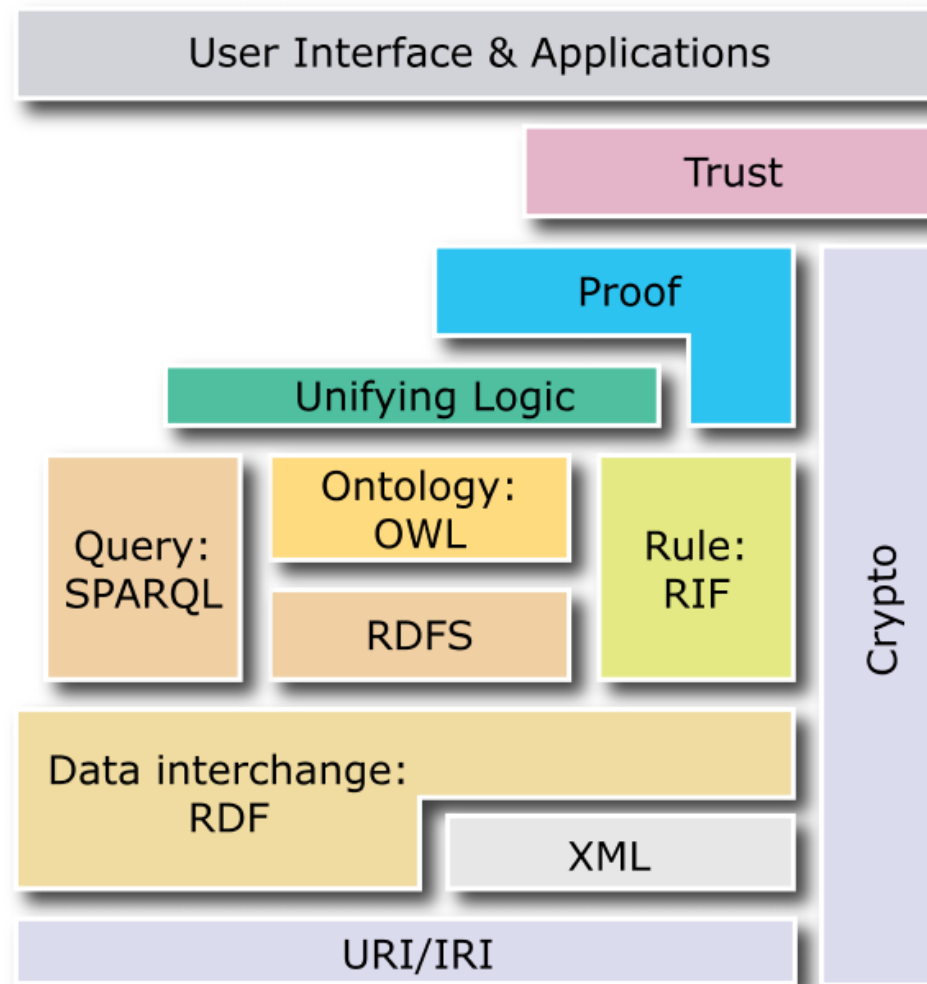 User Interface & Applications
Trust
Proof
Unifying Logic
Ontology:
OWL
Query:
SPARQL
Rule:
RIF
RDFS
Crypto
Data interchange:
RDF
XML
URI/IRI